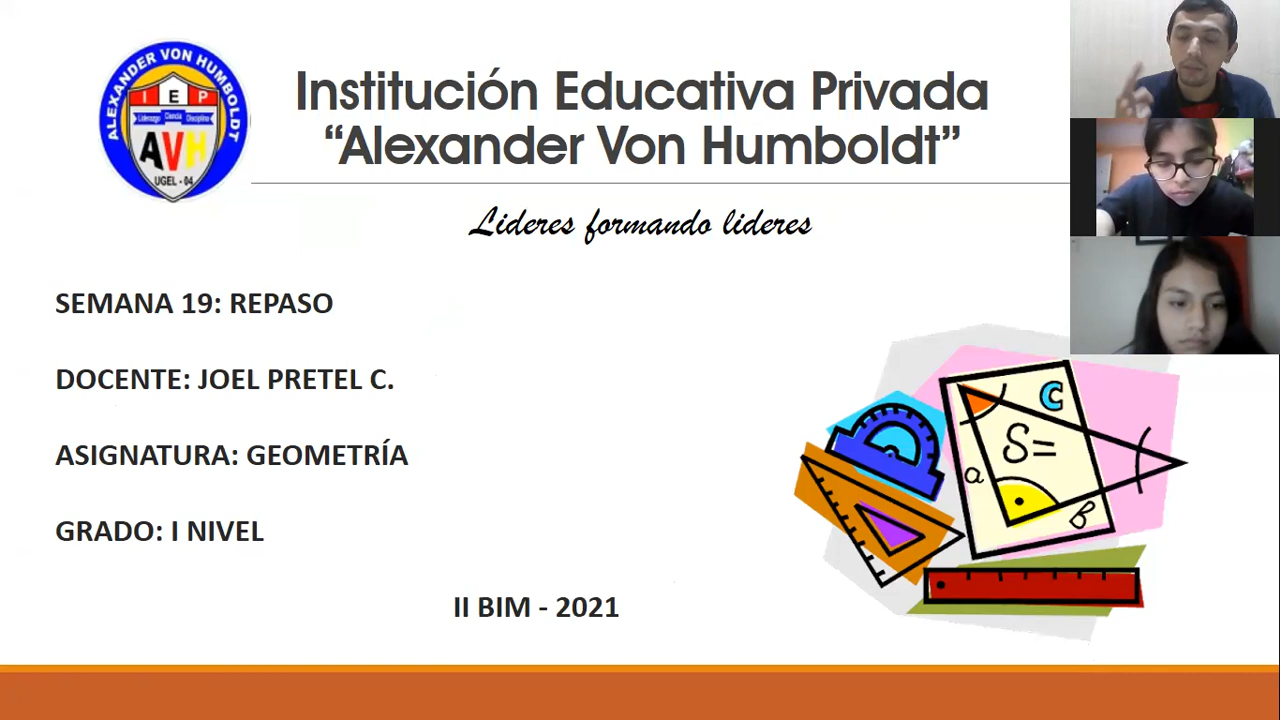 ALEXANDER VON HUMBOLDT
I E P
Liderazgo Ciencia Disciplina
AVH
UGEL - 04
Institución Educativa Privada
“Alexander Von Humboldt”
Lideres formando lideres
SEMANA 19: REPASO
DOCENTE: JOEL PRETEL C.
ASIGNATURA: GEOMETRÍA
GRADO: I NIVEL
II BIM - 2021
C
S=
a
B